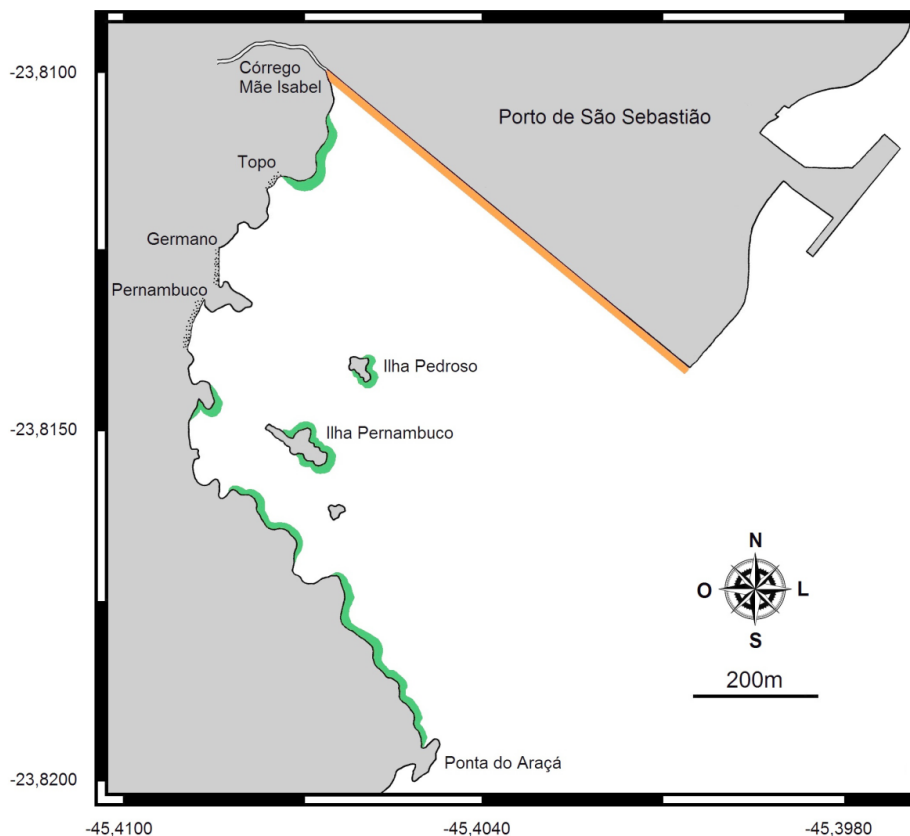 -23,8100
Córrego
Mãe Isabel
Porto de São Sebastião
Topo
Germano
Pernambuco
Ilha Pedroso
-23,8150
Ilha Pernambuco
N
O
L
S
200m
Ponta do Araçá
-23,8200
-45,4100
-45,4040
-45,3980